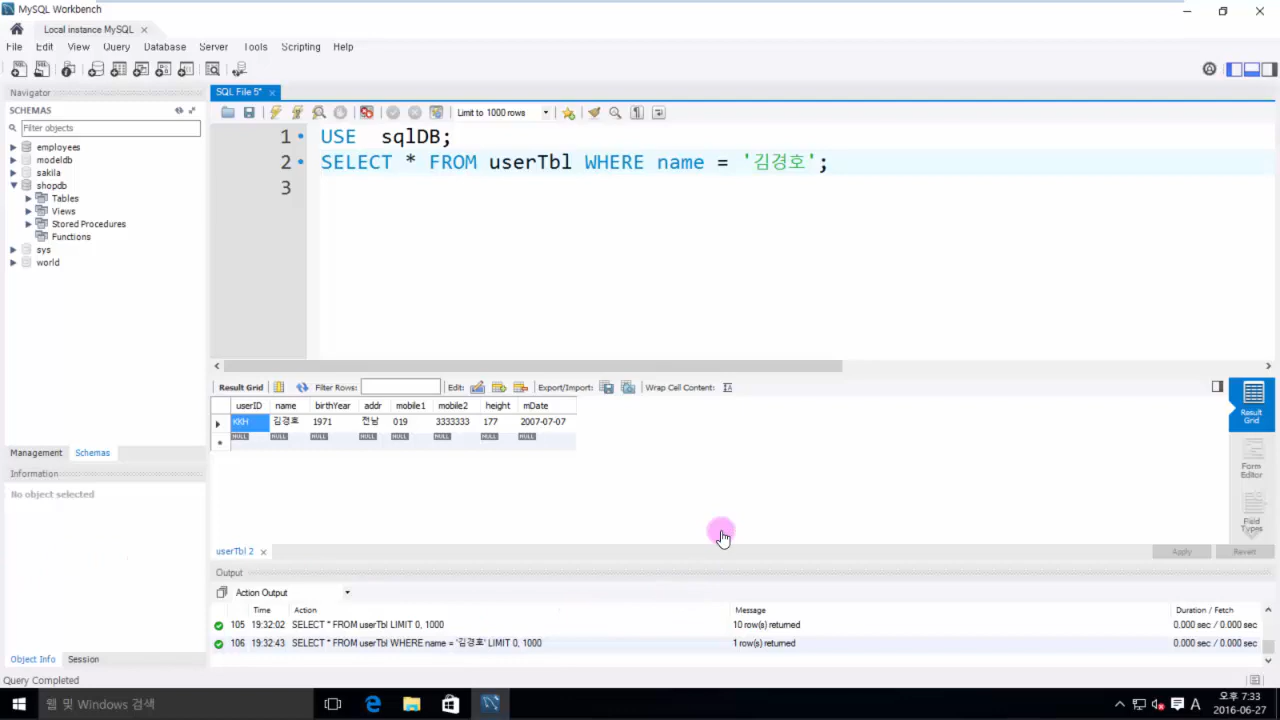 MySQL Workbench
Local instance MySQL
File Edit View Query Database Server Tools Scripting Help
Navigator
SCHEMAS
Filter objects
employees
modeldb
sakila
shopdb
Tables
Views
Stored Procedures
Functions
sys
world
Management Schemas
Information
No object selected
Object Info Session
SQL File 5*
Limit to 1000 rows
1 USE sqlDB;
2 SELECT * FROM userTbl WHERE name = '김경호';
3
Result Grid Filter Rows: Edit: Export/Import: Wrap Cell Content:
userID name birthYear addr mobile1 mobile2 height mDate
KKH 김경호 1971 전남 019 3333333 177 2007-07-07
NULL NULL NULL NULL NULL NULL NULL NULL
Result
Grid
Form
Editor
Field
Types
userTbl 2
Apply Revert
Output
Action Output
Time Action Message Duration / Fetch
105 19:32:02 SELECT * FROM userTbl LIMIT 0, 1000 10 row(s) returned 0.000 sec / 0.000 sec
106 19:32:43 SELECT * FROM userTbl WHERE name = '김경호' LIMIT 0, 1000 1 row(s) returned 0.000 sec / 0.000 sec
Query Completed
웹 및 Windows 검색
A
오후 7:33
2016-06-27